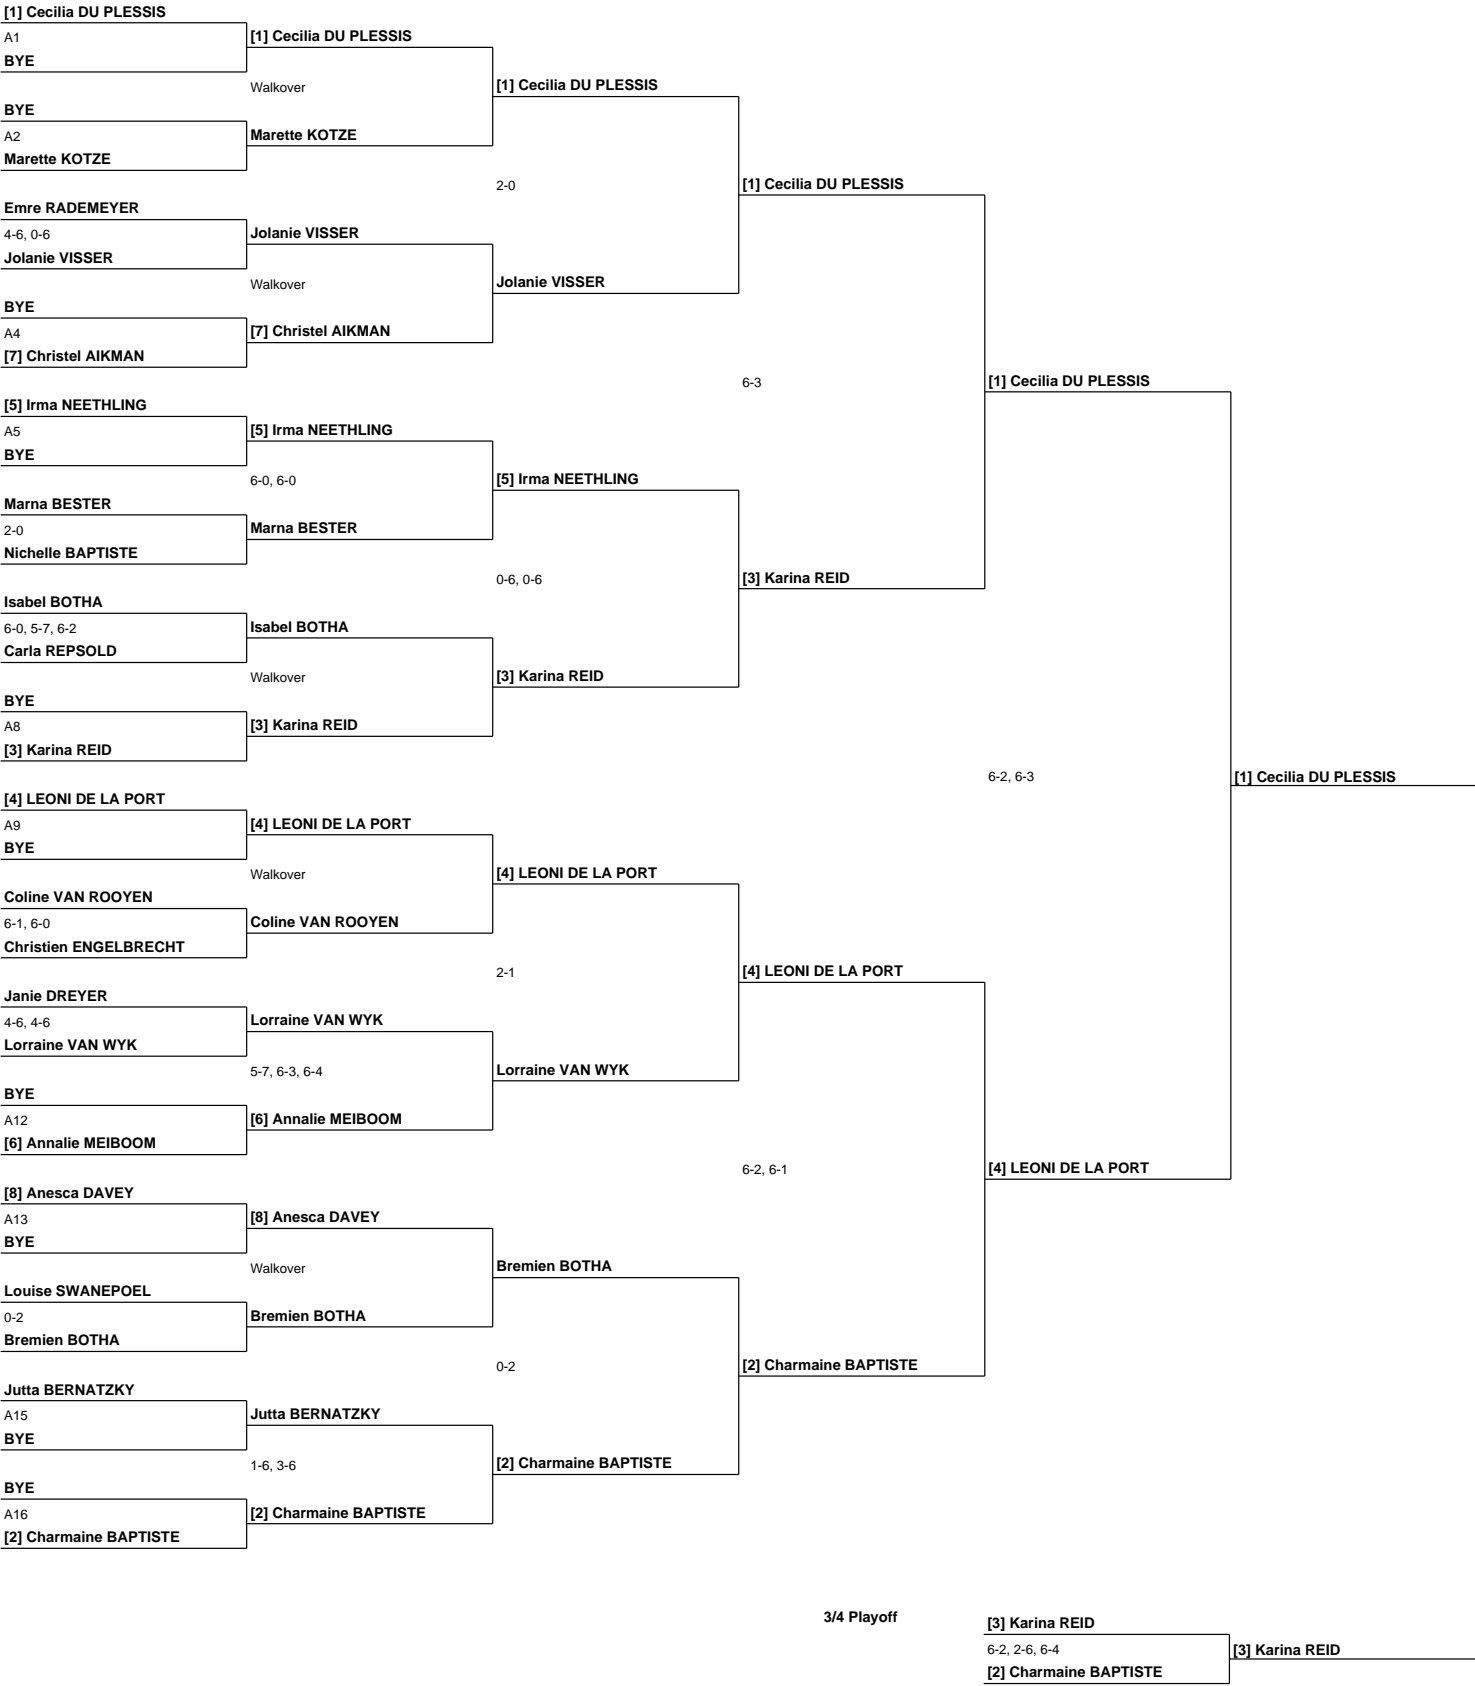 [1] Cecilia DU PLESSIS
A1
BYE
[1] Cecilia DU PLESSIS
Walkover
BYE
A2
Marette KOTZE
Marette KOTZE
[1] Cecilia DU PLESSIS
2-0
Emre RADEMEYER
4-6, 0-6
Jolanie VISSER
Jolanie VISSER
Walkover
BYE
A4
[7] Christel AIKMAN
[7] Christel AIKMAN
Jolanie VISSER
[1] Cecilia DU PLESSIS
6-3
[5] Irma NEETHLING
A5
BYE
[5] Irma NEETHLING
6-0, 6-0
Marna BESTER
2-0
Nichelle BAPTISTE
Marna BESTER
[5] Irma NEETHLING
0-6, 0-6
Isabel BOTHA
6-0, 5-7, 6-2
Carla REPSOLD
Isabel BOTHA
Walkover
BYE
A8
[3] Karina REID
[3] Karina REID
[3] Karina REID
[3] Karina REID
[1] Cecilia DU PLESSIS
6-2, 6-3
[1] Cecilia DU PLESSIS
[4] LEONI DE LA PORT
A9
BYE
[4] LEONI DE LA PORT
Walkover
Coline VAN ROOYEN
6-1, 6-0
Christien ENGELBRECHT
Coline VAN ROOYEN
[4] LEONI DE LA PORT
2-1
Janie DREYER
4-6, 4-6
Lorraine VAN WYK
Lorraine VAN WYK
5-7, 6-3, 6-4
BYE
A12
[6] Annalie MEIBOOM
[6] Annalie MEIBOOM
Lorraine VAN WYK
[4] LEONI DE LA PORT
6-2, 6-1
[4] LEONI DE LA PORT
[8] Anesca DAVEY
A13
BYE
[8] Anesca DAVEY
Walkover
Louise SWANEPOEL
0-2
Bremien BOTHA
Bremien BOTHA
Bremien BOTHA
0-2
Jutta BERNATZKY
A15
BYE
Jutta BERNATZKY
1-6, 3-6
BYE
A16
[2] Charmaine BAPTISTE
[2] Charmaine BAPTISTE
[2] Charmaine BAPTISTE
[2] Charmaine BAPTISTE
3/4 Playoff
[3] Karina REID
6-2, 2-6, 6-4
[2] Charmaine BAPTISTE
[3] Karina REID